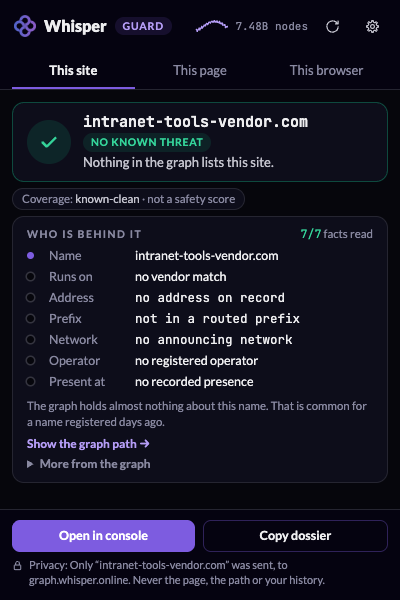 Whisper GUARD 7.48B nodes
This site This page This browser
intranet-tools-vendor.com
NO KNOWN THREAT
Nothing in the graph lists this site.
Coverage: known-clean · not a safety score
WHO IS BEHIND IT 7/7 facts read
Name intranet-tools-vendor.com
Runs on no vendor match
Address no address on record
Prefix not in a routed prefix
Network no announcing network
Operator no registered operator
Present at no recorded presence
The graph holds almost nothing about this name. That is common for
a name registered days ago.
Show the graph path →
▶ More from the graph
Open in console Copy dossier
Privacy: Only “intranet-tools-vendor.com” was sent, to
graph.whisper.online. Never the page, the path or your history.